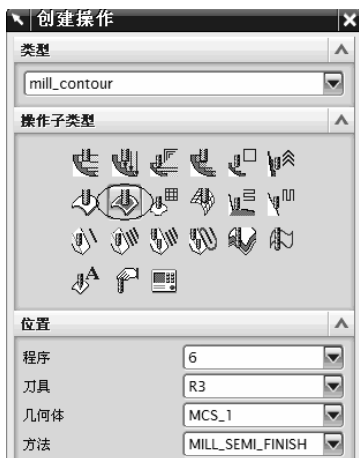 创建操作
类型
mill_contour
操作子类型
A
位置
程序 6
刀具 R3
几何体 MCS_1
方法 MILL_SEMI_FINISH